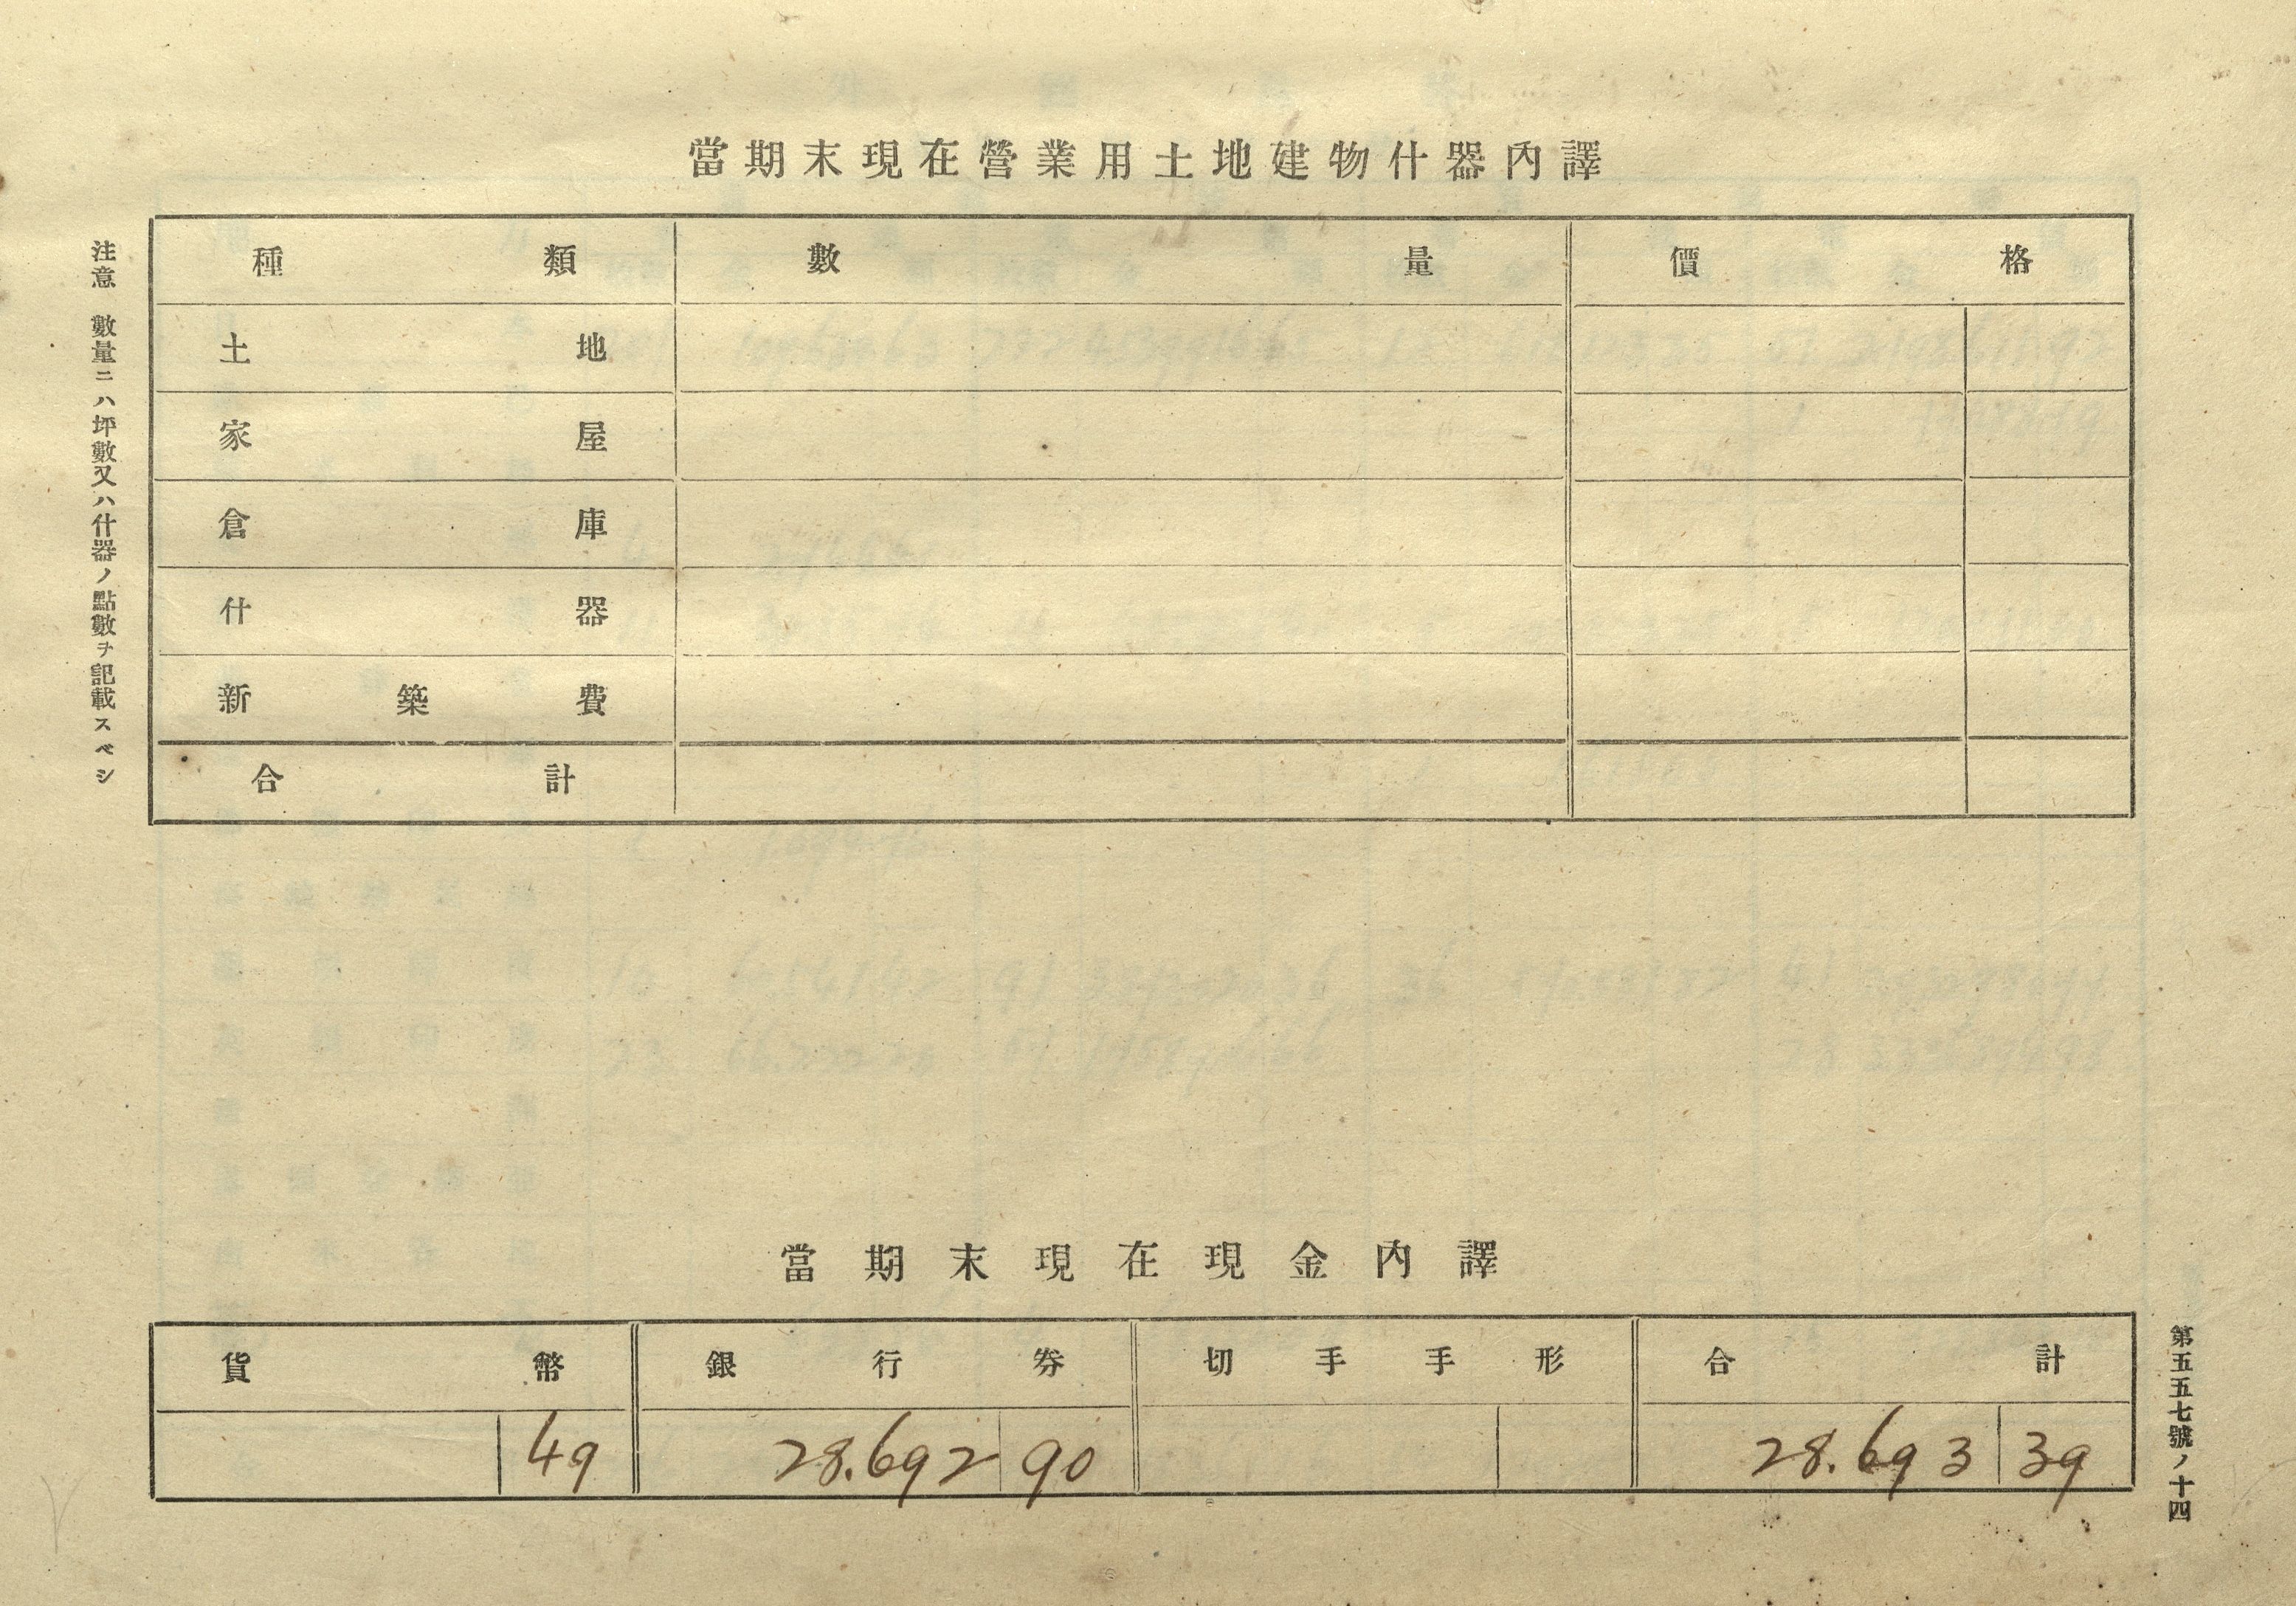 當期末現在營業用土地建物什器內譯
種類 數量 價格
土地
家屋
倉庫
什器
新築費
合計
注意 數量ニハ坪數又ハ什器ノ點數ヲ記載スベシ
當期末現在現金內譯
貨幣 銀行券 切手手形 合計
49 28.692 90 28.693 39
第五五七號ノ十四